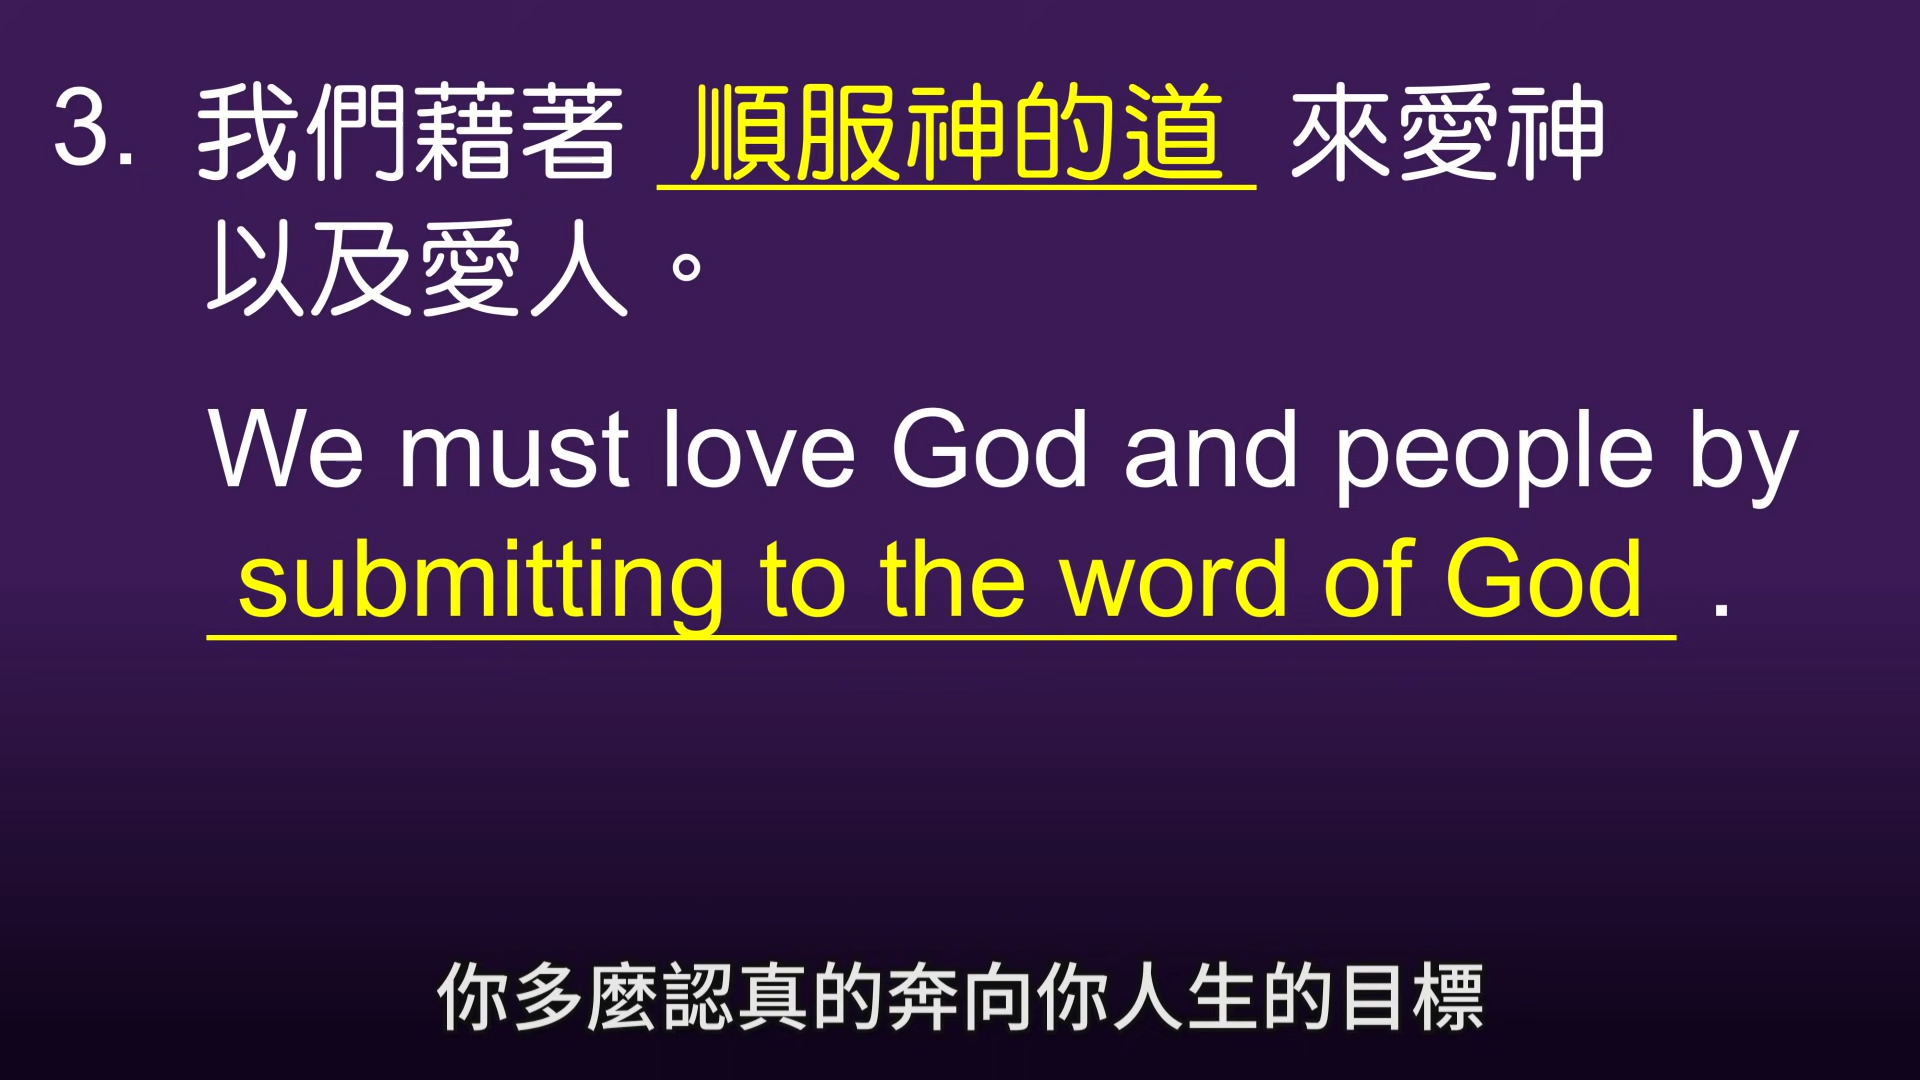 3. 我們藉著 順服神的道 來愛神
以及愛人。
We must love God and people by
submitting to the word of God .
你多麼認真的奔向你人生的目標